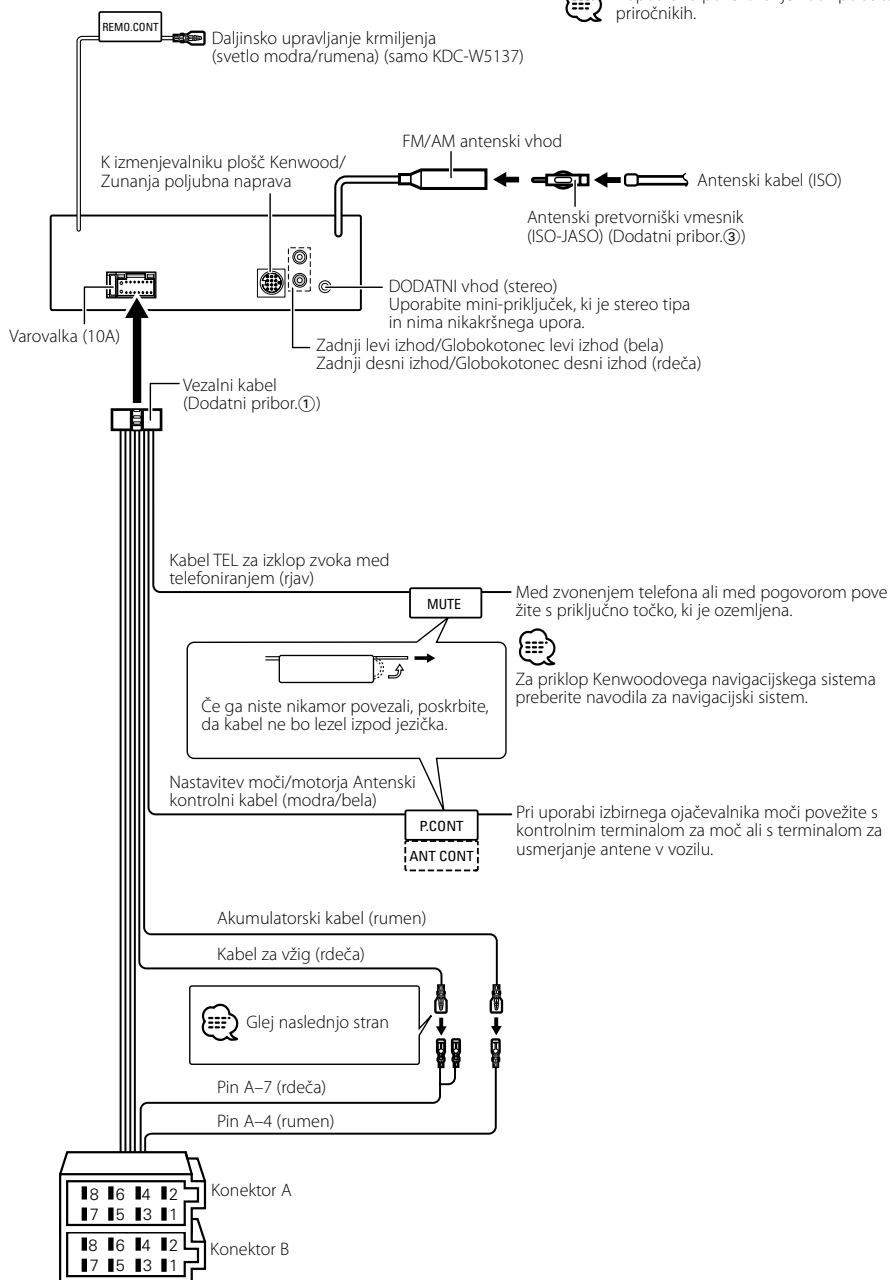 priročnikih.
REMO.CONT
Daljinsko upravljanje krmiljenja
(svetlo modra/rumena) (samo KDC-W5137)
FM/AM antenski vhod
K izmenjevalniku plošč Kenwood/
Zunanja poljubna naprava
Antenski kabel (ISO)
Antenski pretvorniški vmesnik
(ISO-JASO) (Dodatni pribor.③)
DODATNI vhod (stereo)
Uporabite mini-priključek, ki je stereo tipa
in nima nikakršnega upora.
Varovalka (10A)
Zadnji levi izhod/Globokotonec levi izhod (bela)
Zadnji desni izhod/Globokotonec desni izhod (rdeča)
Vezalni kabel
(Dodatni pribor.①)
Kabel TEL za izklop zvoka med
telefoniranjem (rjav)
MUTE
Med zvonenjem telefona ali med pogovorom pove
žite s priključno točko, ki je ozemljena.
Za priklop Kenwoodovega navigacijskega sistema
preberite navodila za navigacijski sistem.
Če ga niste nikamor povezali, poskrbite,
da kabel ne bo lezel izpod jezička.
Nastavitev moči/motorja Antenski
kontrolni kabel (modra/bela)
P.CONT
ANT CONT
Pri uporabi izbirnega ojačevalnika moči povežite s
kontrolnim terminalom za moč ali s terminalom za
usmerjanje antene v vozilu.
Akumulatorski kabel (rumen)
Kabel za vžig (rdeča)
Glej naslednjo stran
Pin A–7 (rdeča)
Pin A–4 (rumen)
8 6 4 2
7 5 3 1
Konektor A
8 6 4 2
7 5 3 1
Konektor B